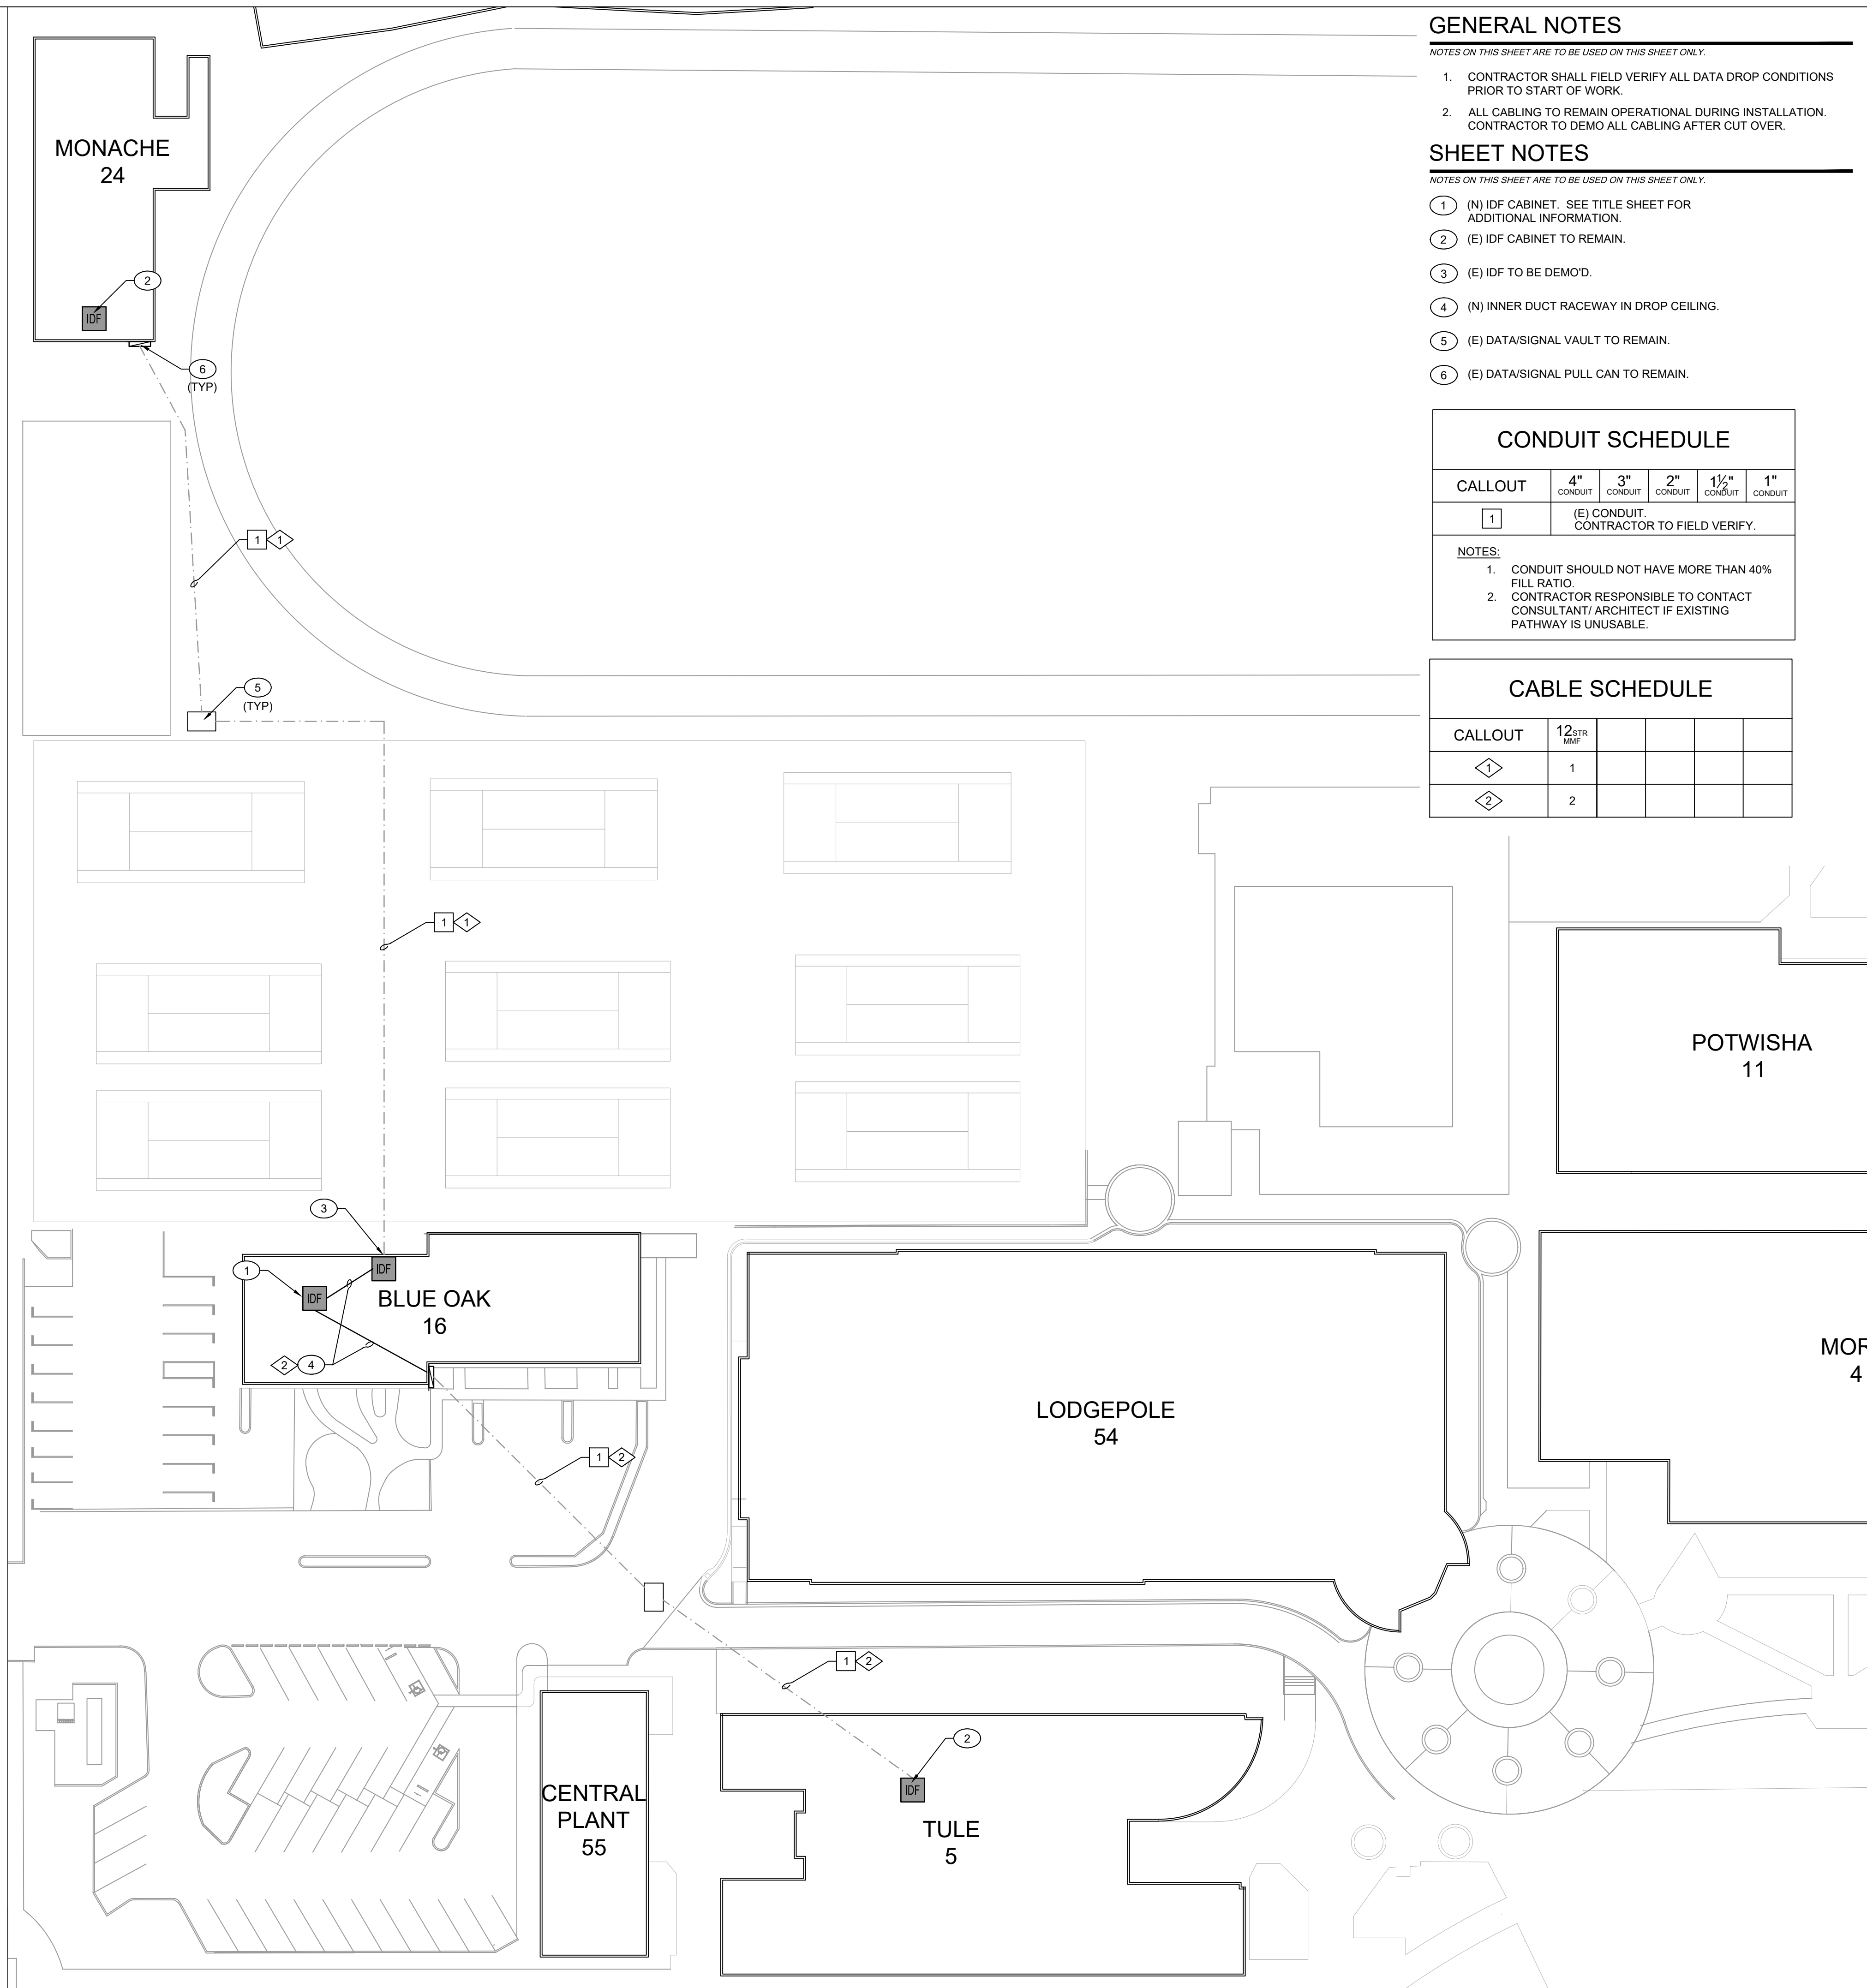 GENERAL NOTES
NOTES ON THIS SHEET ARE TO BE USED ON THIS SHEET ONLY.
1. CONTRACTOR SHALL FIELD VERIFY ALL DATA DROP CONDITIONS
PRIOR TO START OF WORK.
2. ALL CABLING TO REMAIN OPERATIONAL DURING INSTALLATION.
CONTRACTOR TO DEMO ALL CABLING AFTER CUT OVER.
SHEET NOTES
NOTES ON THIS SHEET ARE TO BE USED ON THIS SHEET ONLY.
1 (N) IDF CABINET. SEE TITLE SHEET FOR
ADDITIONAL INFORMATION.
2 (E) IDF CABINET TO REMAIN.
3 (E) IDF TO BE DEMO'D.
4 (N) INNER DUCT RACEWAY IN DROP CEILING.
5 (E) DATA/SIGNAL VAULT TO REMAIN.
6 (E) DATA/SIGNAL PULL CAN TO REMAIN.
CONDUIT SCHEDULE
CALLOUT 4" CONDUIT 3" CONDUIT 2" CONDUIT 1½" CONDUIT 1" CONDUIT
1 (E) CONDUIT.
CONTRACTOR TO FIELD VERIFY.
NOTES:
1. CONDUIT SHOULD NOT HAVE MORE THAN 40%
FILL RATIO.
2. CONTRACTOR RESPONSIBLE TO CONTACT
CONSULTANT/ ARCHITECT IF EXISTING
PATHWAY IS UNUSABLE.
CABLE SCHEDULE
CALLOUT 12STR MMF
1 1
2 2
MONACHE
24
2
IDF
6
(TYP)
1 1
5
(TYP)
1 1
POTWISHA
11
3
1
IDF
IDF
BLUE OAK
16
2 4
MOR
4
LODGEPOLE
54
1 2
1 2
2
IDF
CENTRAL
PLANT
55
TULE
5